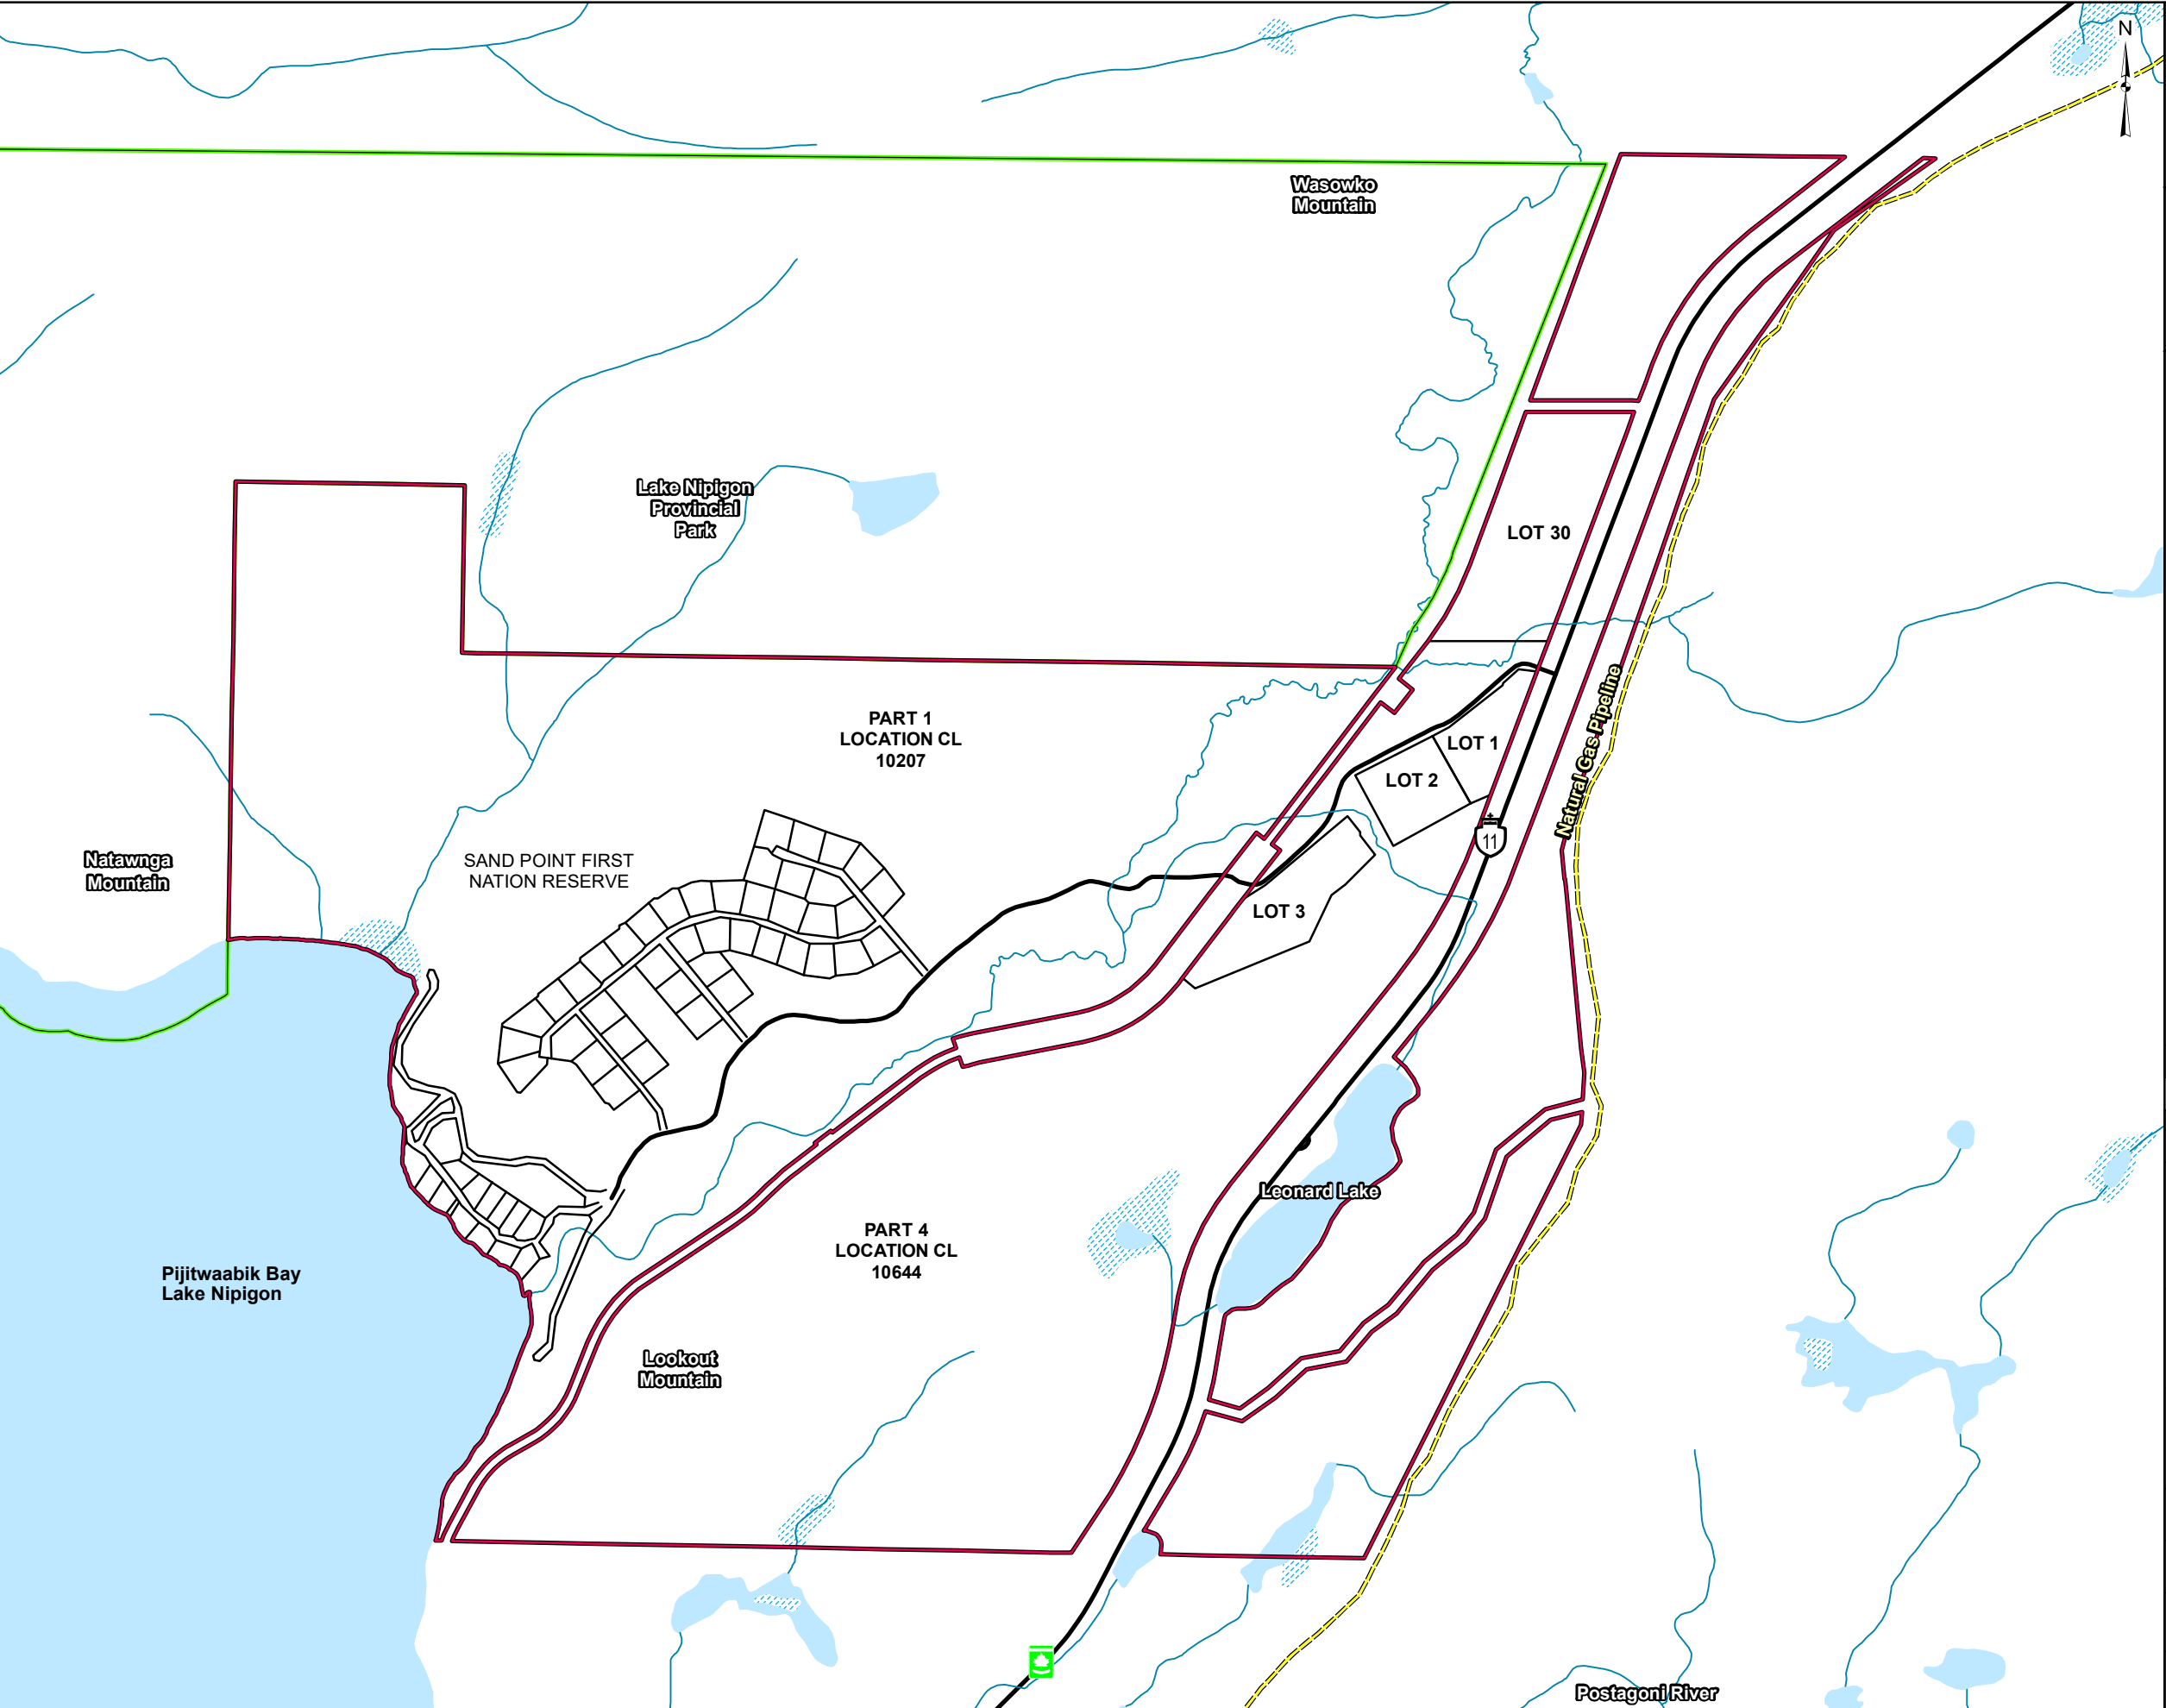 N
Wasowko
Mountain
Lake Nipigon
Provincial
Park
LOT 30
PART 1
LOCATION CL
10207
LOT 1
LOT 2
Natural Gas Pipeline
11
Natawnga
Mountain
SAND POINT FIRST
NATION RESERVE
LOT 3
Leonard Lake
PART 4
LOCATION CL
10644
Pijitwaabik Bay
Lake Nipigon
Lookout
Mountain
Postagoni River